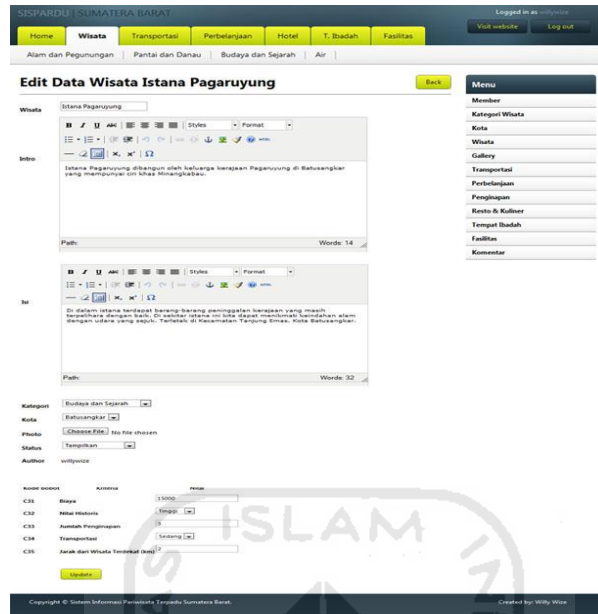 SISPARDU | SUMATERA BARAT
Logged in as willywize
Visit website Log out
Home Wisata Transportasi Perbelanjaan Hotel T. Ibadah Fasilitas
Alam dan Pegunungan Pantai dan Danau Budaya dan Sejarah Air
Edit Data Wisata Istana Pagaruyung
Back
Wisata Istana Pagaruyung
Intro
B I U ABC Styles Format
HTML
Istana Pagaruyung dibangun oleh keluarga kerajaan Pagaruyung di Batusangkar
yang mempunyai ciri khas Minangkabau.
Path: Words: 14
Isi
B I U ABC Styles Format
HTML
Di dalam istana terdapat barang-barang peninggalan kerajaan yang masih
terpelihara dengan baik. Di sekitar istana ini kita dapat menikmati keindahan alam
dengan udara yang sejuk. Terletak di Kecamatan Tanjung Emas, Kota Batusangkar.
Path: Words: 32
Kategori Budaya dan Sejarah
Kota Batusangkar
Photo Choose File No file chosen
Status Tampilkan
Author willywize
Kode Bobot Kriteria Nilai
C31 Biaya 15000
C32 Nilai Historis Tinggi
C33 Jumlah Penginapan 3
C34 Transportasi Sedang
C35 Jarak dari Wisata Terdekat (km) 2
Update
Menu
Member
Kategori Wisata
Kota
Wisata
Gallery
Transportasi
Perbelanjaan
Penginapan
Resto & Kuliner
Tempat Ibadah
Fasilitas
Komentar
ISLAM
Copyright © Sistem Informasi Pariwisata Terpadu Sumatera Barat.
Created by: Willy Wize